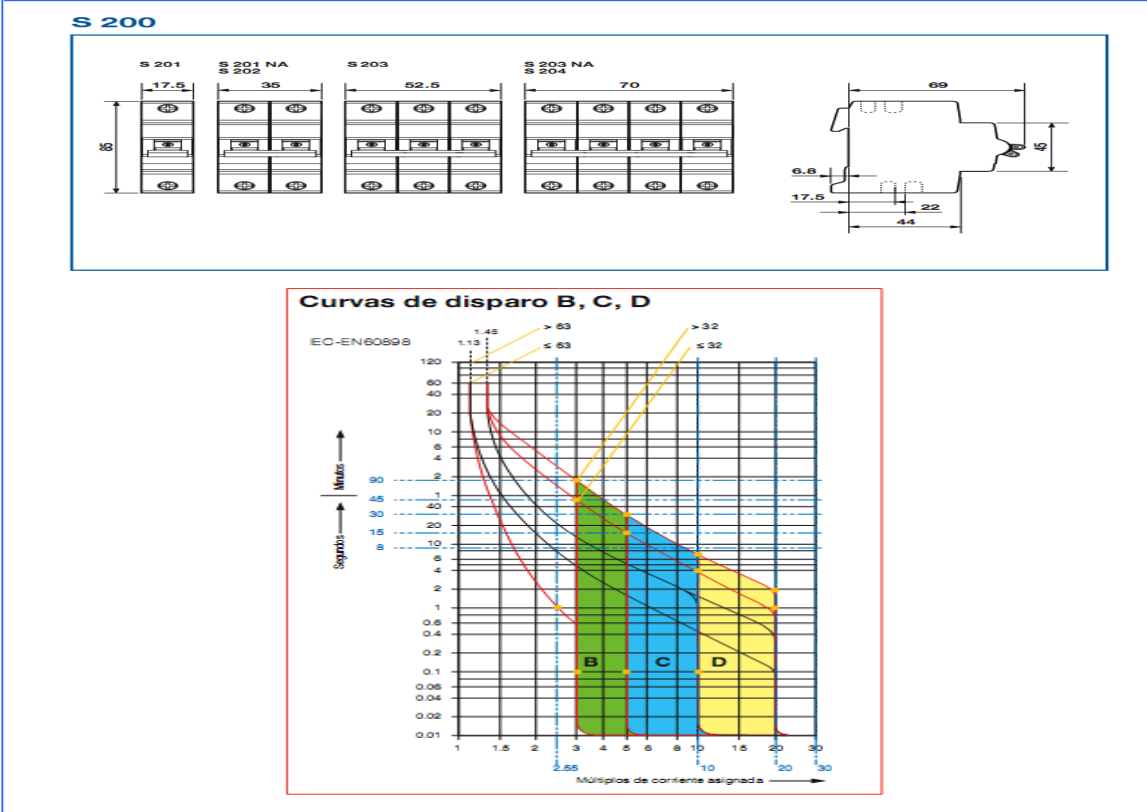 S 200
S 201
S 201 NA
S 202
S 203
S 203 NA
S 204
17.5
35
52.5
70
69
85
45
6.8
17.5
22
44
Curvas de disparo B, C, D
IEC-EN60898
1.13
1.45
> 63
≤ 63
> 32
≤ 32
120
60
40
20
10
6
4
2
1
40
20
10
6
4
2
1
0.6
0.4
0.2
0.1
0.06
0.04
0.02
0.01
90
45
30
15
8
Minutos
Segundos
B
C
D
1 1.5 2 3 4 5 6 8 10 15 20 30
2.55 10 20 30
Múltiplos de corriente asignada